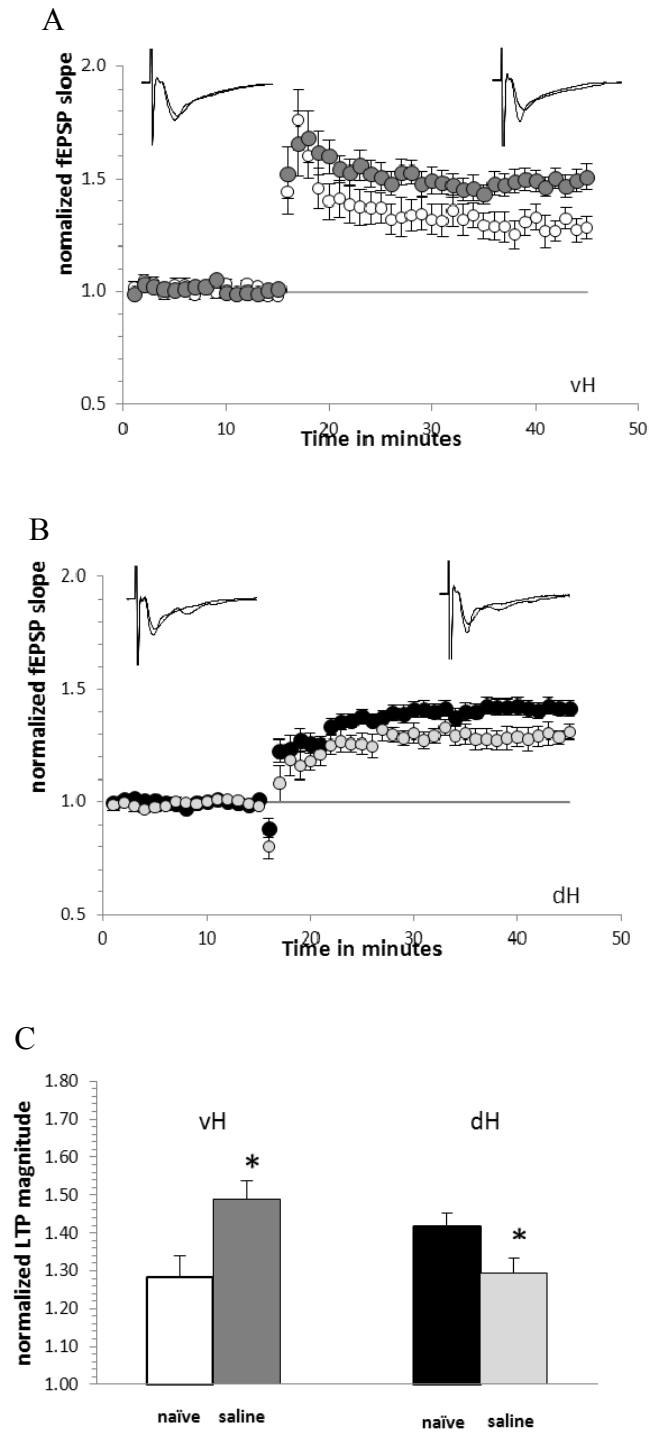 A
nomalized fEPSP slope
2.0
1.5
1.0
0.5
vH
0
10
20
30
40
50
Time in minutes
B
normalized fEPSP slope
2.0
1.5
1.0
0.5
dH
0
10
20
30
40
50
Time in minutes
C
normalized LTP magnitude
1.80
1.70
1.60
1.50
1.40
1.30
1.20
1.10
1.00
vH
dH
*
*
naïve
saline
naïve
saline